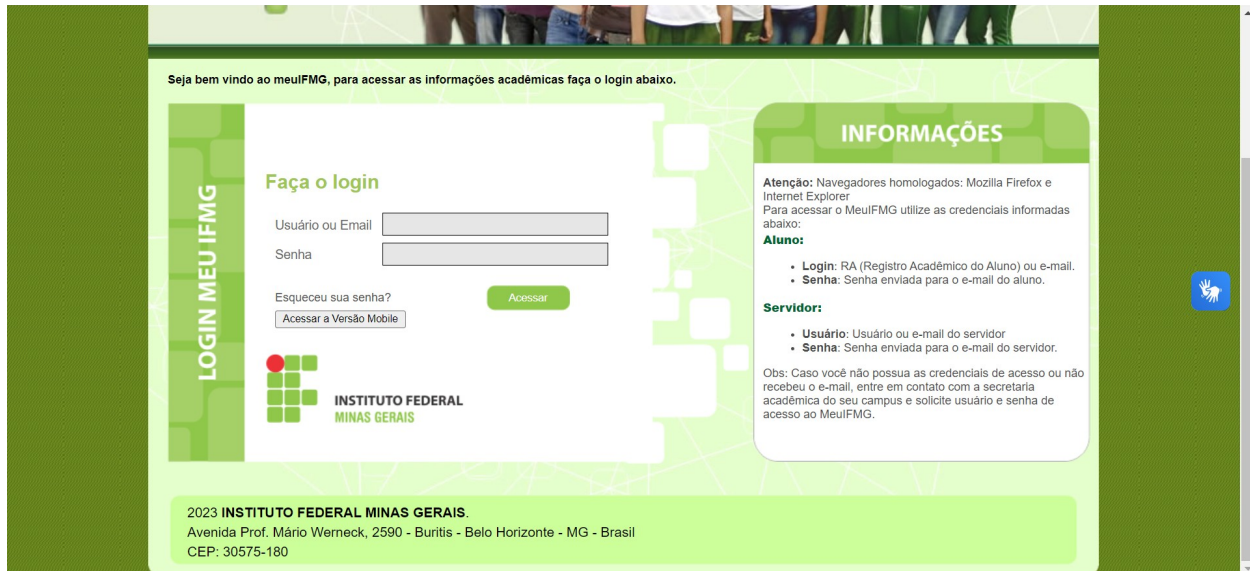 Seja bem vindo ao meuIFMG, para acessar as informações acadêmicas faça o login abaixo.
LOGIN MEU IFMG
Faça o login
Usuário ou Email
Senha
Esqueceu sua senha?
Acessar
Acessar a Versão Mobile
INSTITUTO FEDERAL
MINAS GERAIS
INFORMAÇÕES
Atenção: Navegadores homologados: Mozilla Firefox e
Internet Explorer
Para acessar o MeuIFMG utilize as credenciais informadas
abaixo:
Aluno:
• Login: RA (Registro Acadêmico do Aluno) ou e-mail.
• Senha: Senha enviada para o e-mail do aluno.
Servidor:
• Usuário: Usuário ou e-mail do servidor
• Senha: Senha enviada para o e-mail do servidor.
Obs: Caso você não possua as credenciais de acesso ou não
recebeu o e-mail, entre em contato com a secretaria
acadêmica do seu campus e solicite usuário e senha de
acesso ao MeuIFMG.
2023 INSTITUTO FEDERAL MINAS GERAIS.
Avenida Prof. Mário Werneck, 2590 - Buritis - Belo Horizonte - MG - Brasil
CEP: 30575-180